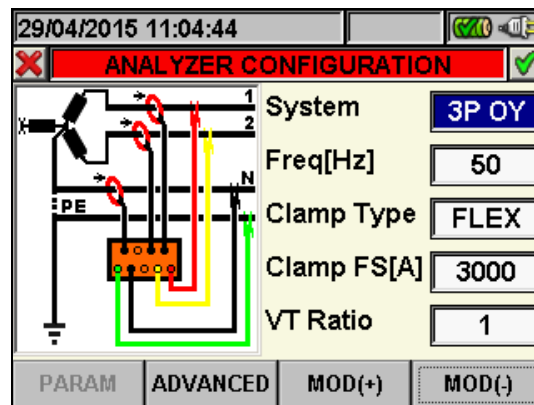 29/04/2015 11:04:44
ANALYZER CONFIGURATION
1
2
N
PE
System 3P OY
Freq[Hz] 50
Clamp Type FLEX
Clamp FS[A] 3000
VT Ratio 1
PARAM ADVANCED MOD(+) MOD(-)